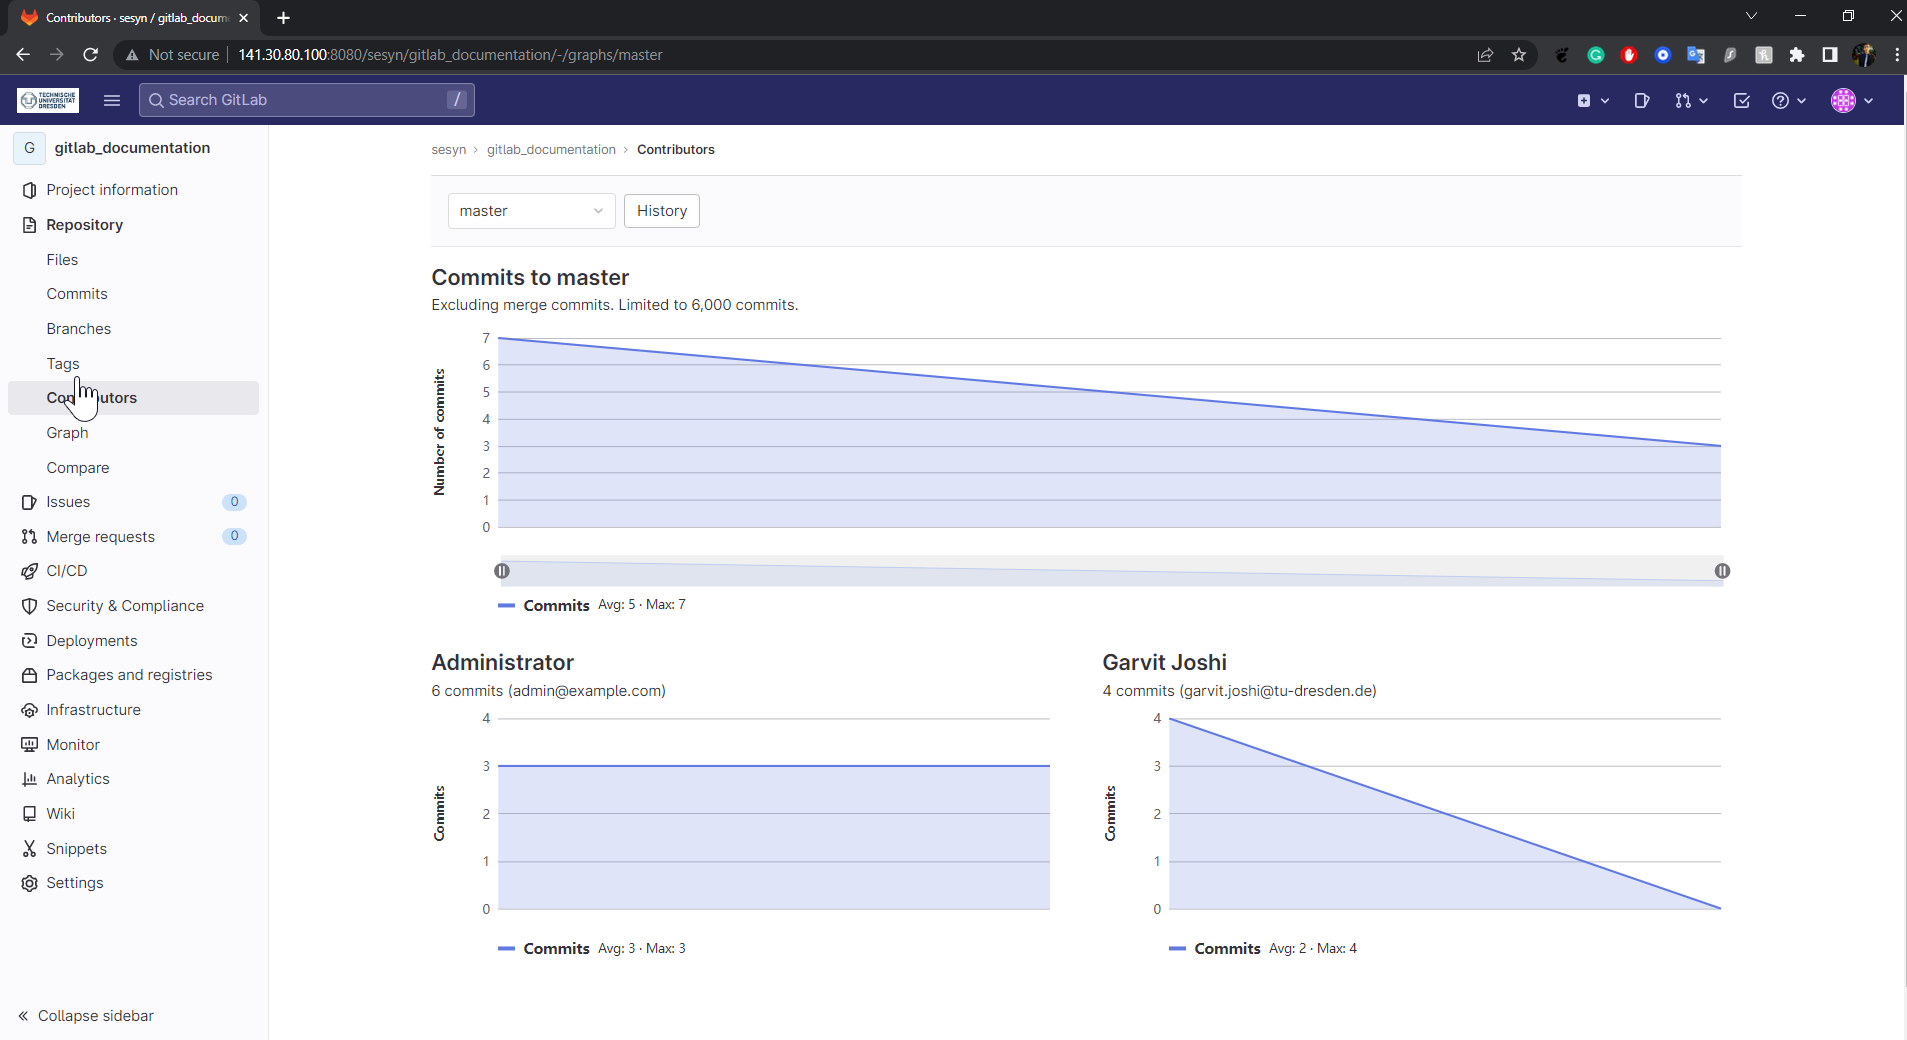 Contributors · sesyn / gitlab_docum
Not secure
141.30.80.100:8080/sesyn/gitlab_documentation/-/graphs/master
TECHNISCHE
UNIVERSITÄT
DRESDEN
Search GitLab
/
G gitlab_documentation
Project information
Repository
Files
Commits
Branches
Tags
Contributors
Graph
Compare
Issues 0
Merge requests 0
CI/CD
Security & Compliance
Deployments
Packages and registries
Infrastructure
Monitor
Analytics
Wiki
Snippets
Settings
Collapse sidebar
sesyn › gitlab_documentation › Contributors
master
History
Commits to master
Excluding merge commits. Limited to 6,000 commits.
Number of commits
7
6
5
4
3
2
1
0
Commits Avg: 5 · Max: 7
Administrator
6 commits (admin@example.com)
Commits
4
3
2
1
0
Commits Avg: 3 · Max: 3
Garvit Joshi
4 commits (garvit.joshi@tu-dresden.de)
Commits
4
3
2
1
0
Commits Avg: 2 · Max: 4